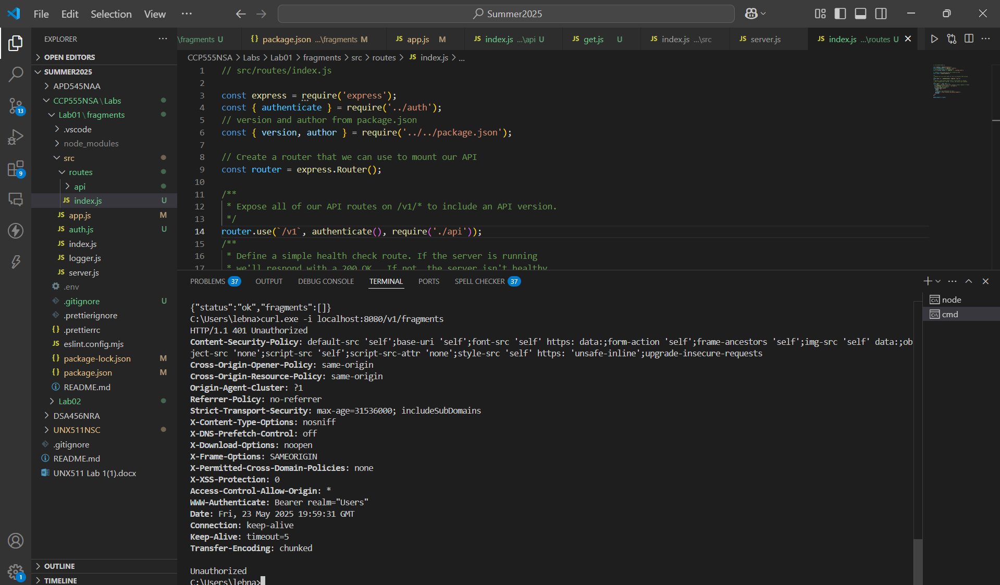 File Edit Selection View ··· Summer2025
\fragments U package.json ...\fragments M app.js M index.js ...\api U get.js U index.js ...\src server.js index.js ...\routes U
EXPLORER
OPEN EDITORS
SUMMER2025
APD545NAA
CCP555NSA\Labs
Lab01\fragments
.vscode
node_modules
src
routes
api
JS index.js U
JS app.js M
JS auth.js U
JS index.js
JS logger.js
JS server.js
.env
.gitignore U
.prettierignore
{} .prettierrc
JS eslint.config.mjs
{} package-lock.json M
{} package.json M
README.md
Lab02
DSA456NRA
UNX511NSC
.gitignore
README.md
UNX511 Lab 1(1).docx
OUTLINE
TIMELINE
13
9
1
CCP555NSA > Labs > Lab01 > fragments > src > routes > JS index.js > ...
1 // src/routes/index.js
2
3 const express = require('express');
4 const { authenticate } = require('../auth');
5 // version and author from package.json
6 const { version, author } = require('../../package.json');
7
8 // Create a router that we can use to mount our API
9 const router = express.Router();
10
11 /**
12 * Expose all of our API routes on /v1/* to include an API version.
13 */
14 router.use(`/v1`, authenticate(), require('./api'));
15 /**
16 * Define a simple health check route. If the server is running
17 * we'll respond with a 200 OK. If not, the server isn't healthy.
PROBLEMS 37 OUTPUT DEBUG CONSOLE TERMINAL PORTS SPELL CHECKER 37
node
cmd
{"status":"ok","fragments":[]}
C:\Users\lebna>curl.exe -i localhost:8080/v1/fragments
HTTP/1.1 401 Unauthorized
Content-Security-Policy: default-src 'self';base-uri 'self';font-src 'self' https: data:;form-action 'self';frame-ancestors 'self';img-src 'self' data:;ob
ject-src 'none';script-src 'self';script-src-attr 'none';style-src 'self' https: 'unsafe-inline';upgrade-insecure-requests
Cross-Origin-Opener-Policy: same-origin
Cross-Origin-Resource-Policy: same-origin
Origin-Agent-Cluster: ?1
Referrer-Policy: no-referrer
Strict-Transport-Security: max-age=31536000; includeSubDomains
X-Content-Type-Options: nosniff
X-DNS-Prefetch-Control: off
X-Download-Options: noopen
X-Frame-Options: SAMEORIGIN
X-Permitted-Cross-Domain-Policies: none
X-XSS-Protection: 0
Access-Control-Allow-Origin: *
WWW-Authenticate: Bearer realm="Users"
Date: Fri, 23 May 2025 19:59:31 GMT
Connection: keep-alive
Keep-Alive: timeout=5
Transfer-Encoding: chunked

Unauthorized
C:\Users\lebna>